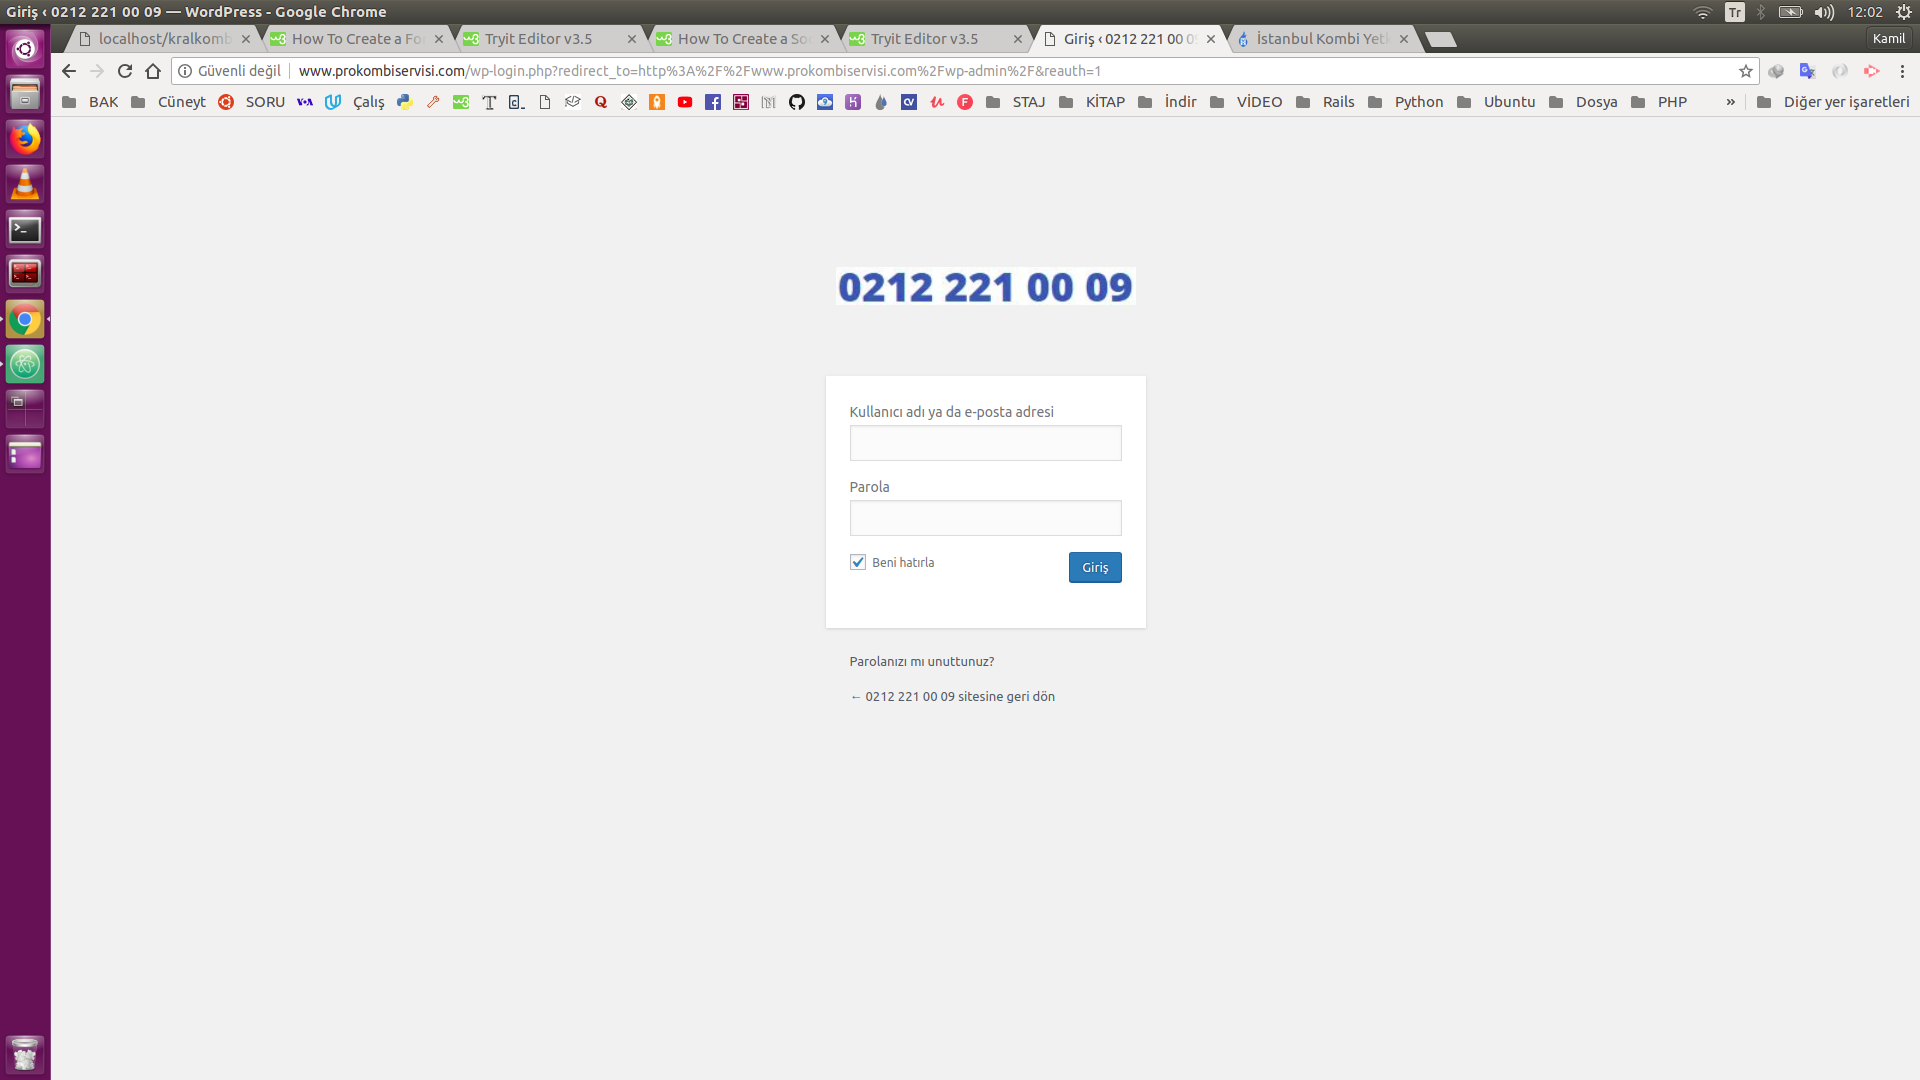 Giriş ‹ 0212 221 00 09 — WordPress - Google Chrome
Tr
12:02
Kamil
localhost/kralkomb
How To Create a Fo
Tryit Editor v3.5
How To Create a So
Tryit Editor v3.5
Giriş ‹ 0212 221 00 09
İstanbul Kombi Yetk
Güvenli değil
www.prokombiservisi.com/wp-login.php?redirect_to=http%3A%2F%2Fwww.prokombiservisi.com%2Fwp-admin%2F&reauth=1
BAK
Cüneyt
SORU
Çalış
STAJ
KİTAP
İndir
VİDEO
Rails
Python
Ubuntu
Dosya
PHP
»
Diğer yer işaretleri
0212 221 00 09
Kullanıcı adı ya da e-posta adresi
Parola
Beni hatırla
Giriş
Parolanızı mı unuttunuz?
← 0212 221 00 09 sitesine geri dön